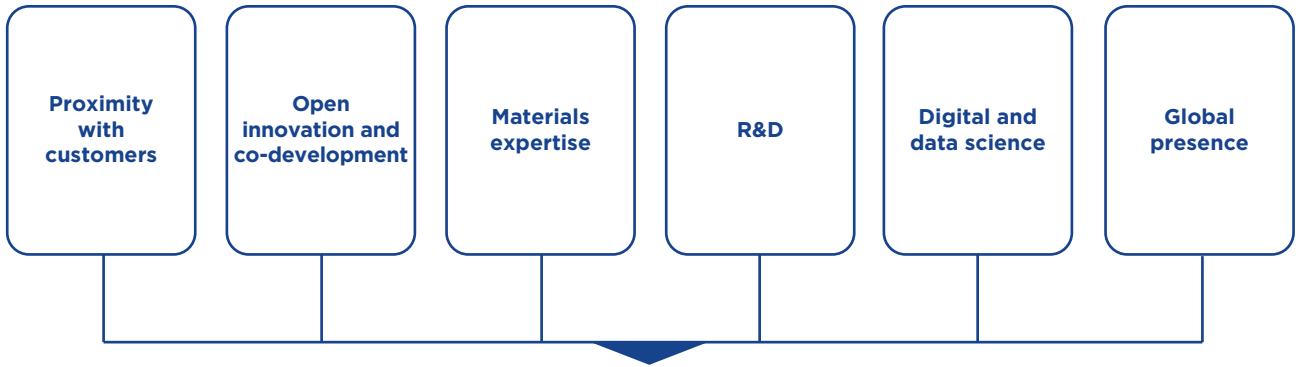 Proximity
with
customers
Open
innovation and
co-development
Materials
expertise
R&D
Digital and
data science
Global
presence